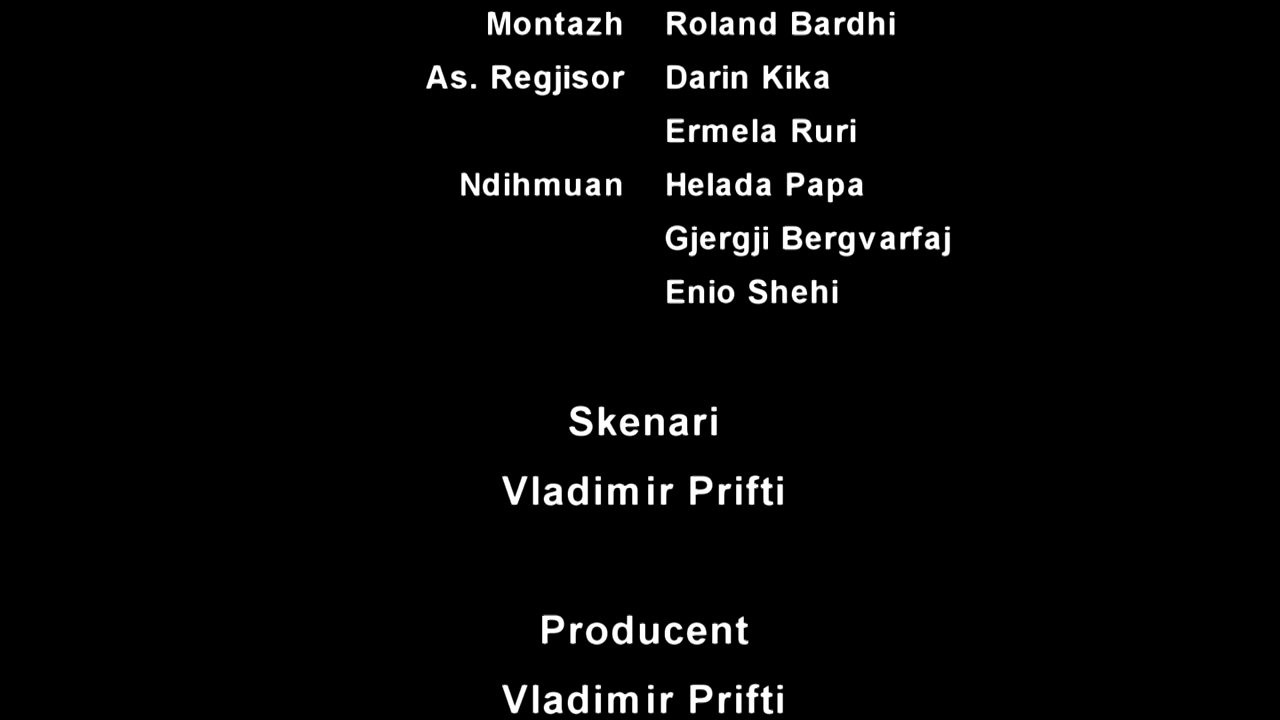 Montazh Roland Bardhi
As. Regjisor Darin Kika
Ermela Ruri
Ndihmuan Helada Papa
Gjergji Bergvarfaj
Enio Shehi
Skenari
Vladimir Prifti
Producent
Vladimir Prifti